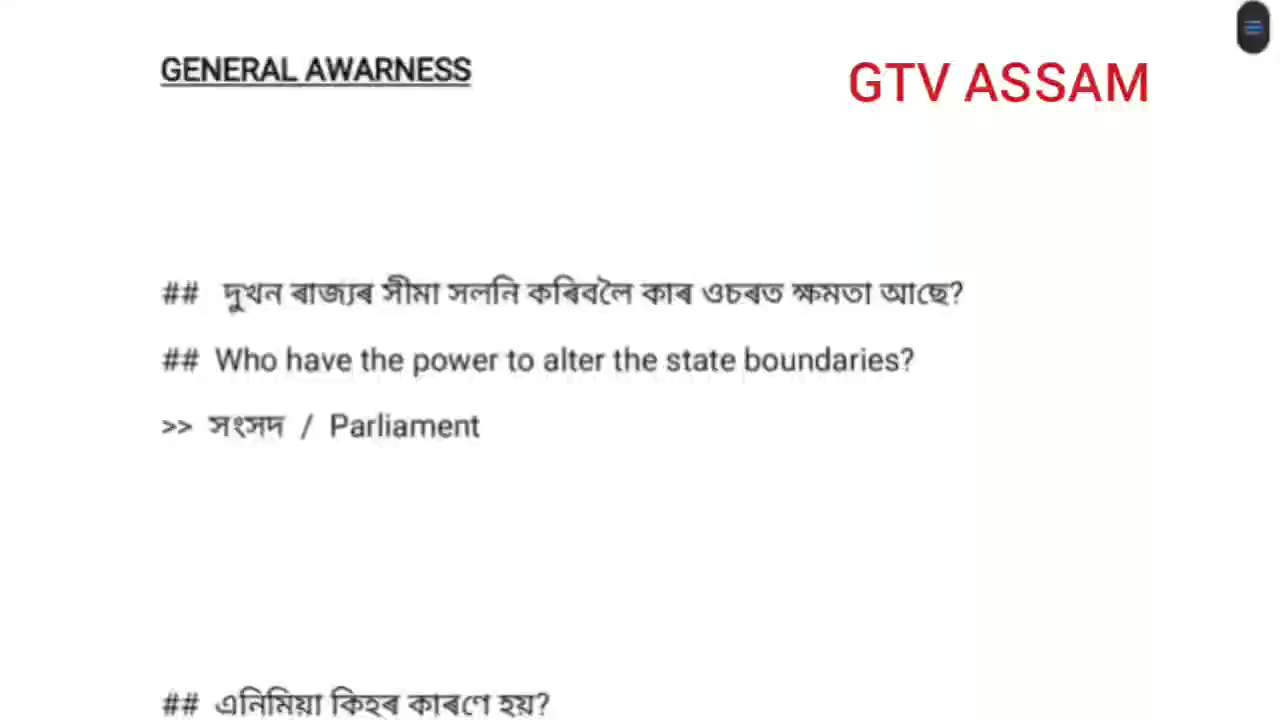 GENERAL AWARNESS
GTV ASSAM
## দুখন ৰাজ্যৰ সীমা সলনি কৰিবলৈ কাৰ ওচৰত ক্ষমতা আছে?
## Who have the power to alter the state boundaries?
>> সংসদ / Parliament
## এনিমিয়া কিহৰ কাৰণে হয়?